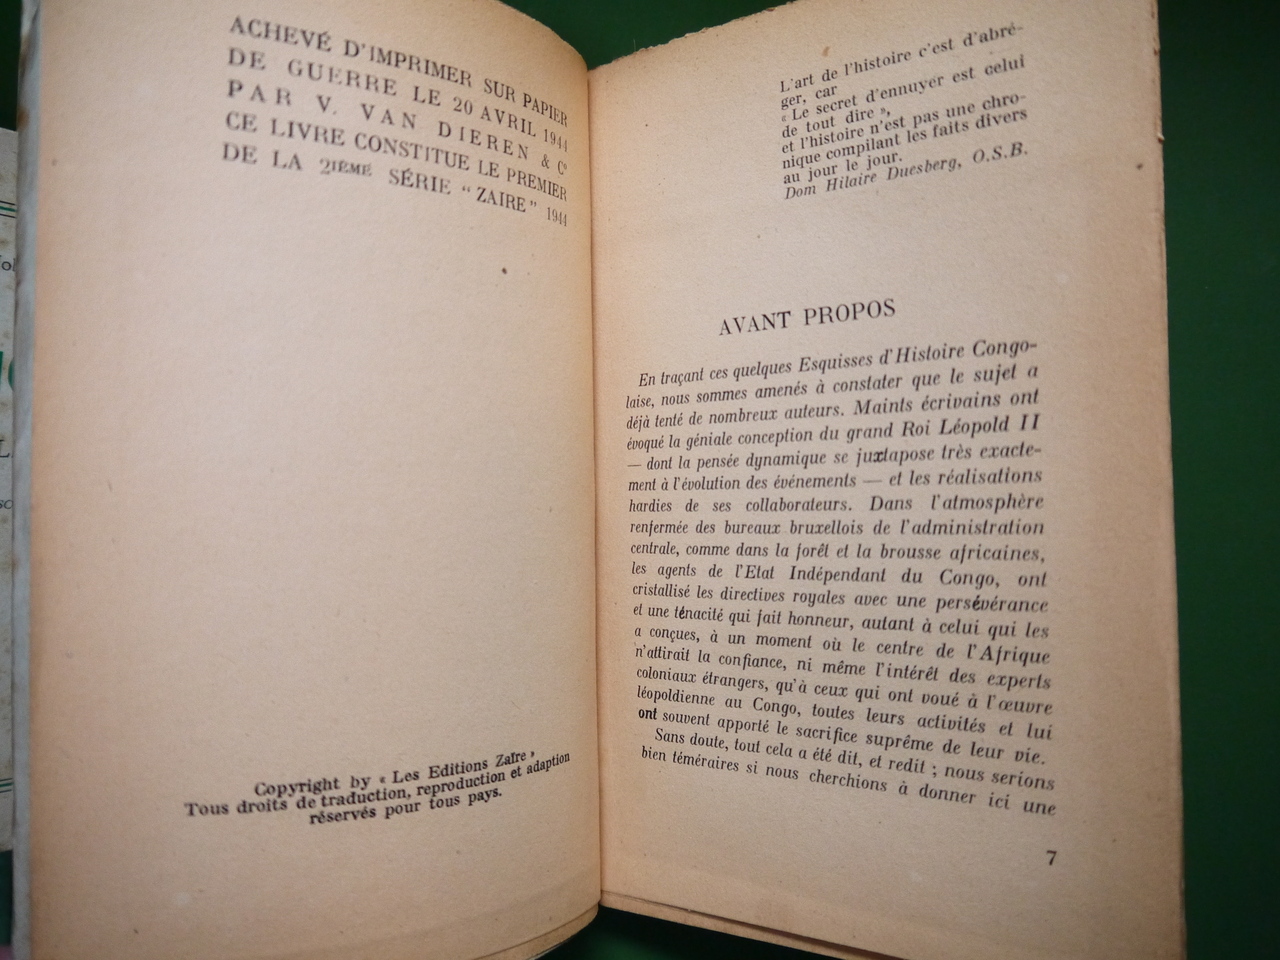 ACHEVÉ D'IMPRIMER SUR PAPIER
DE GUERRE LE 20 AVRIL 1944
PAR V. VAN DIEREN & Cº
CE LIVRE CONSTITUE LE PREMIER
DE LA 2IÈME SÉRIE "ZAIRE" 1944
Copyright by « Les Editions Zaïre »
Tous droits de traduction, reproduction et adaption
réservés pour tous pays.
L'art de l'histoire c'est d'abré-
ger, car
« Le secret d'ennuyer est celui
de tout dire »,
et l'histoire n'est pas une chro-
nique compilant les faits divers
au jour le jour.
Dom Hilaire Duesberg, O.S.B.
AVANT PROPOS
En traçant ces quelques Esquisses d'Histoire Congo-
laise, nous sommes amenés à constater que le sujet a
déjà tenté de nombreux auteurs. Maints écrivains ont
évoqué la géniale conception du grand Roi Léopold II
— dont la pensée dynamique se juxtapose très exacte-
ment à l'évolution des événements — et les réalisations
hardies de ses collaborateurs. Dans l'atmosphère
renfermée des bureaux bruxellois de l'administration
centrale, comme dans la forêt et la brousse africaines,
les agents de l'Etat Indépendant du Congo, ont
cristallisé les directives royales avec une persévérance
et une ténacité qui fait honneur, autant à celui qui les
a conçues, à un moment où le centre de l'Afrique
n'attirait la confiance, ni même l'intérêt des experts
coloniaux étrangers, qu'à ceux qui ont voué à l'œuvre
léopoldienne au Congo, toutes leurs activités et lui
ont souvent apporté le sacrifice suprême de leur vie.
Sans doute, tout cela a été dit, et redit ; nous serions
bien téméraires si nous cherchions à donner ici une
7